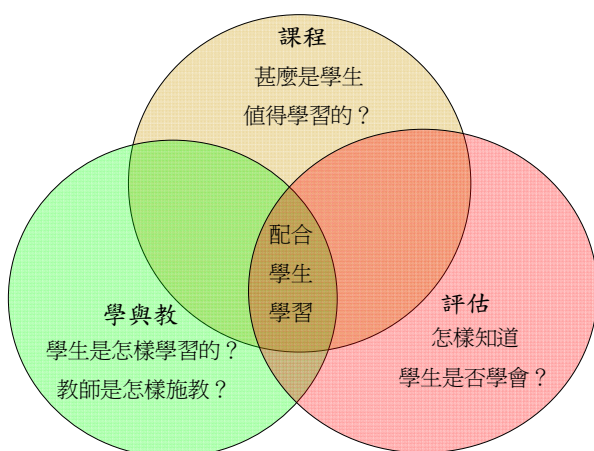 課程
甚麼是學生
值得學習的？
配合
學生
學習
學與教
學生是怎樣學習的？
教師是怎樣施教？
評估
怎樣知道
學生是否學會？